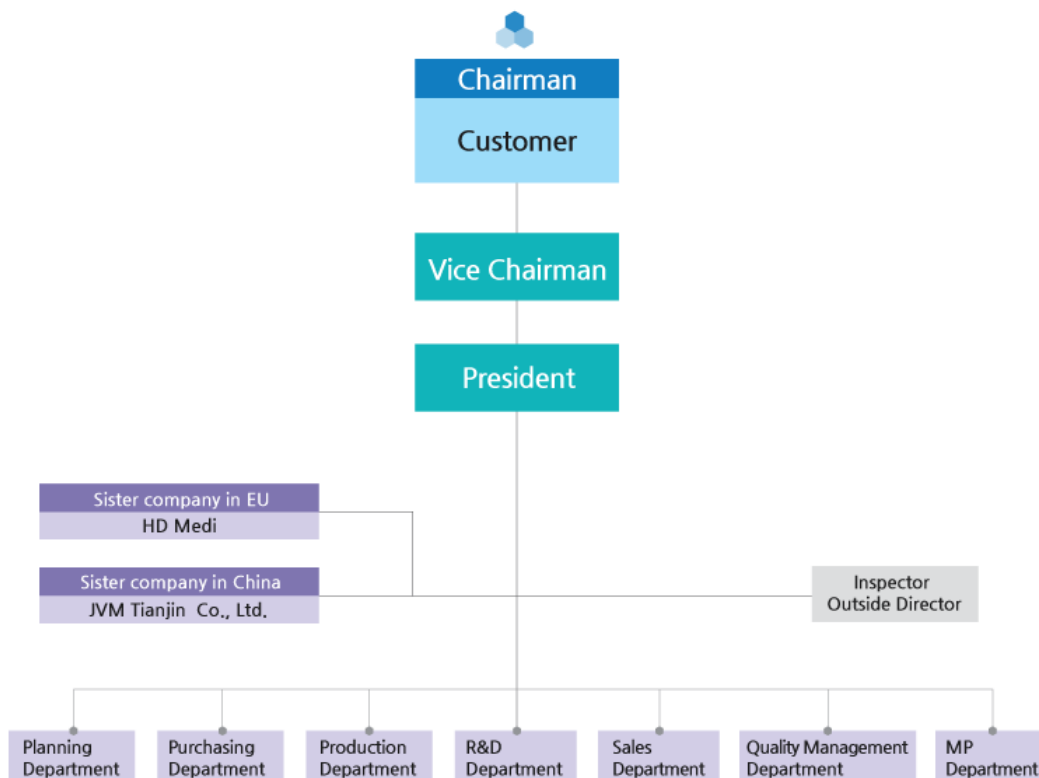 Chairman
Customer
Vice Chairman
President
Sister company in EU
HD Medi
Sister company in China
JVM Tianjin Co., Ltd.
Inspector
Outside Director
Planning
Department
Purchasing
Department
Production
Department
R&D
Department
Sales
Department
Quality Management
Department
MP
Department